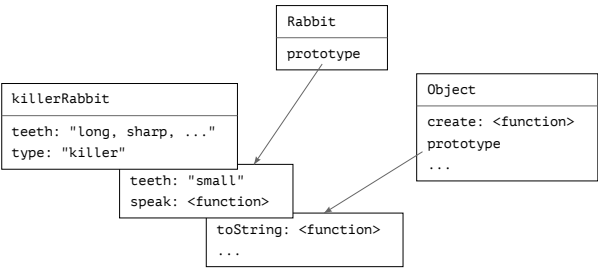 Rabbit
prototype
killerRabbit
teeth: "long, sharp, ..."
type: "killer"
Object
create: <function>
prototype
...
teeth: "small"
speak: <function>
toString: <function>
...